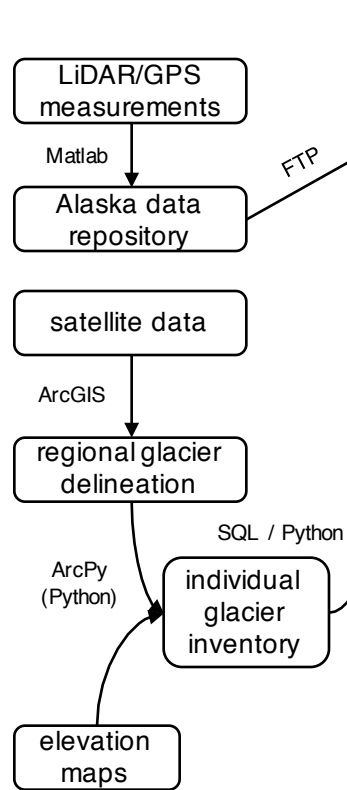 LiDAR/GPS
measurements
Matlab
FTP
Alaska data
repository
satellite data
ArcGIS
regional glacier
delineation
SQL / Python
ArcPy
(Python)
individual
glacier
inventory
elevation
maps